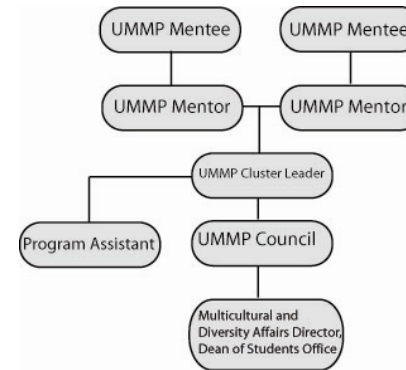 UMMP Mentee
UMMP Mentee
UMMP Mentor
UMMP Mentor
UMMP Cluster Leader
Program Assistant
UMMP Council
Multicultural and
Diversity Affairs Director,
Dean of Students Office